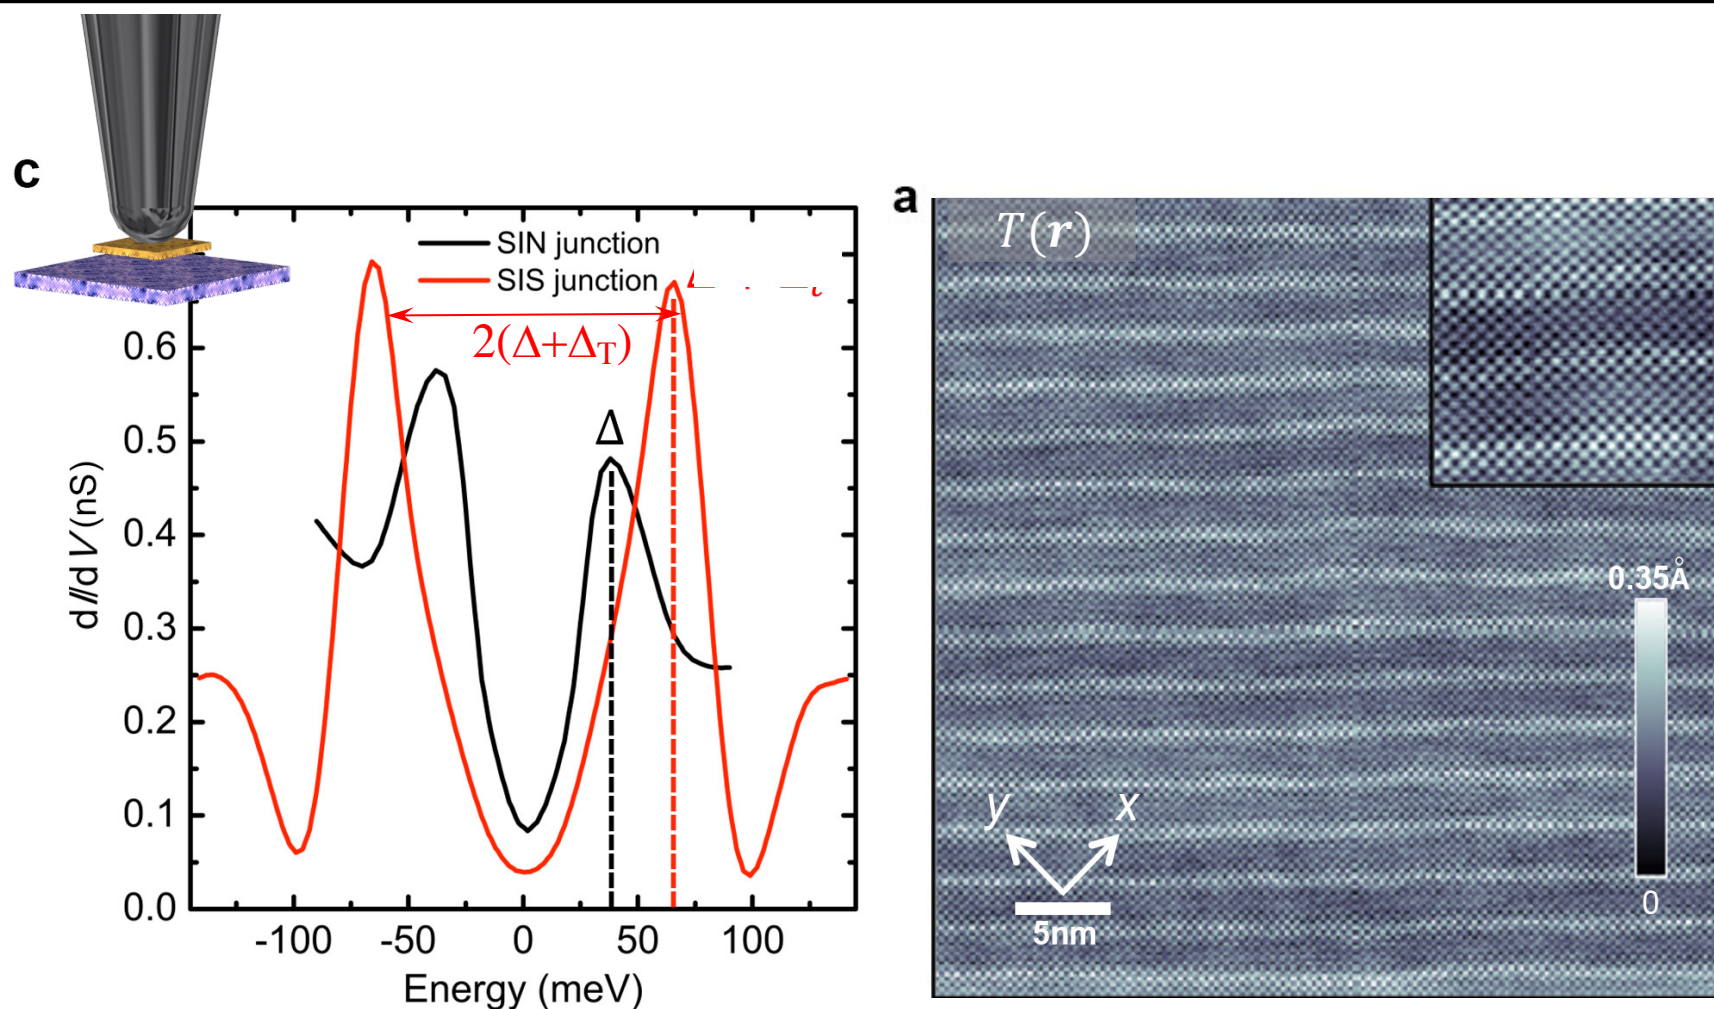 c
SIN junction
SIS junction
2(Δ+Δ_T)
Δ
0.6
0.5
0.4
0.3
0.2
0.1
0.0
dI/dV (nS)
-100 -50 0 50 100
Energy (meV)
a
T(r)
0.35Å
0
y x
5nm